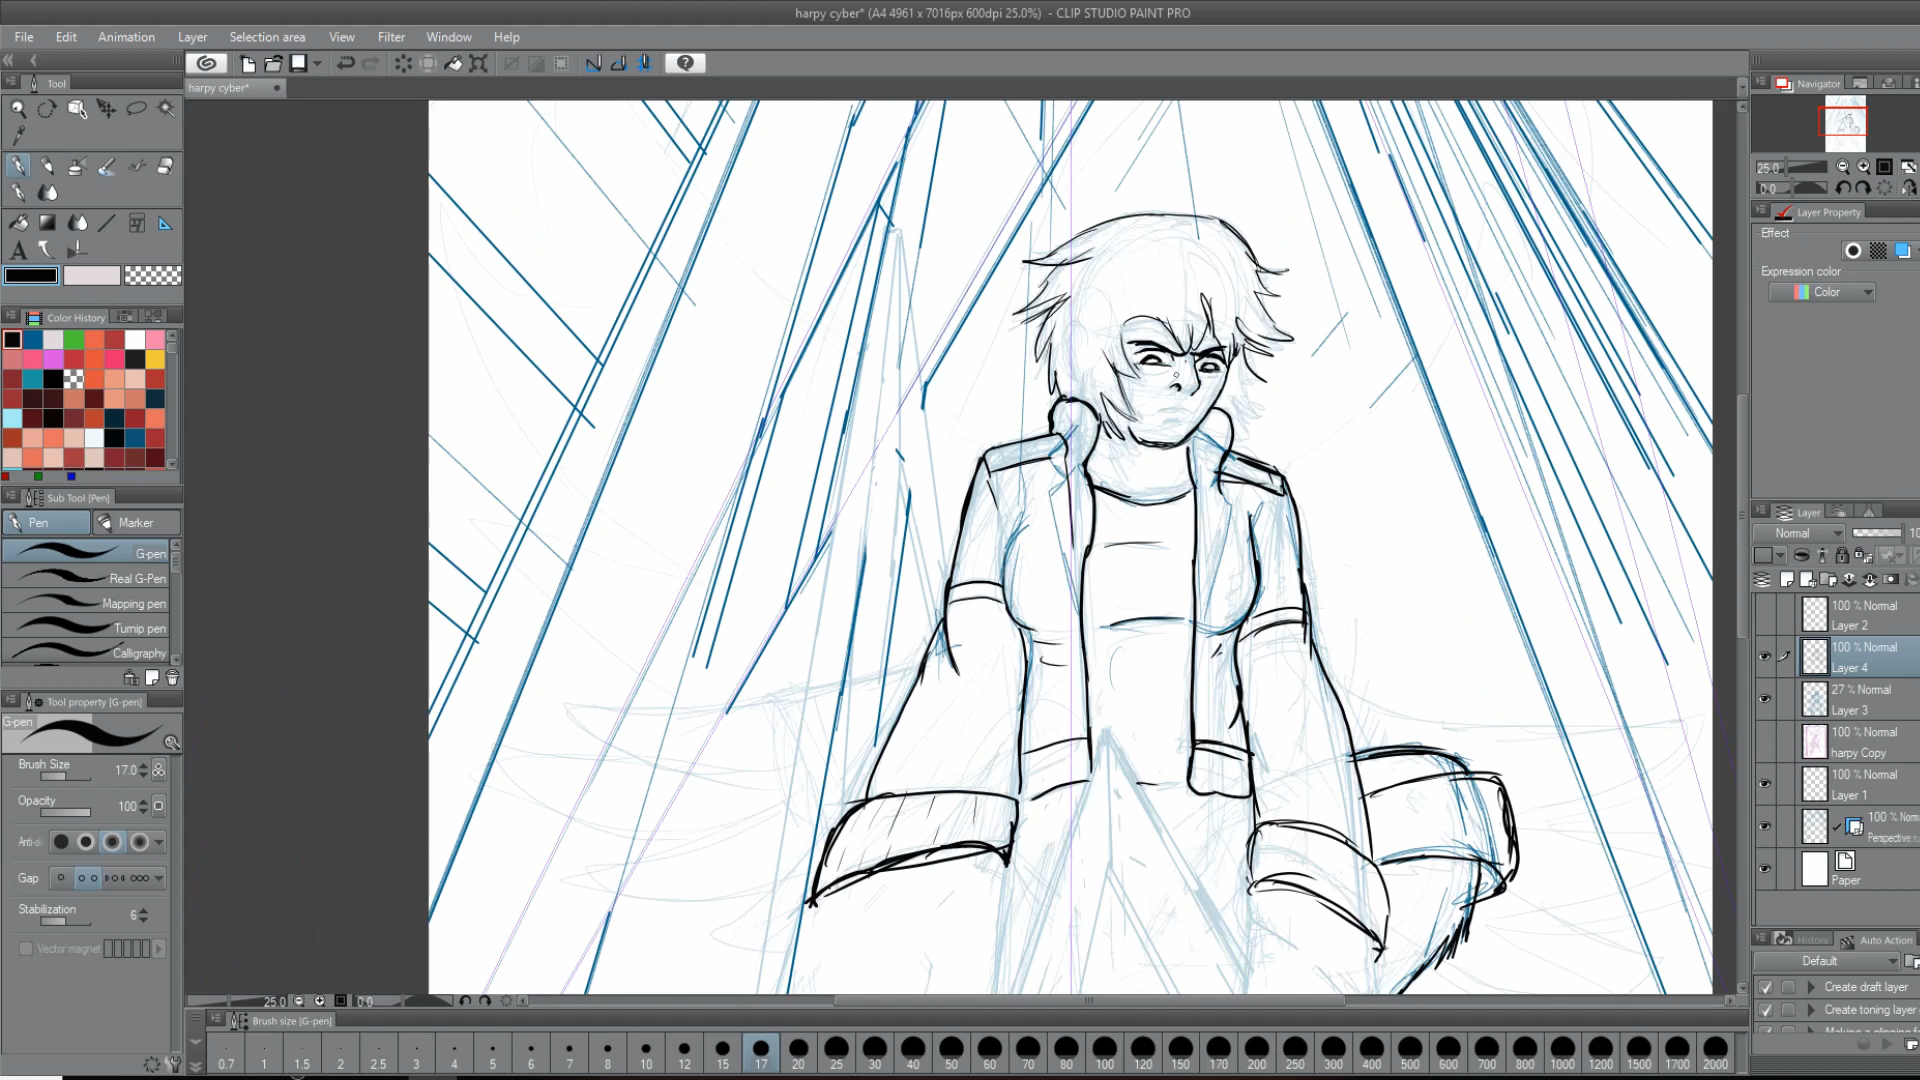 harpy cyber* (A4 4961 x 7016px 600dpi 25.0%) - CLIP STUDIO PAINT PRO
File Edit Animation Layer Selection area View Filter Window Help
Tool
harpy cyber*
Navigator
25.0
0.0
Layer Property
Effect
Expression color
Color
Color History
Sub Tool [Pen]
Pen
Marker
G-pen
Real G-Pen
Mapping pen
Turnip pen
Calligraphy
Tool property [G-pen]
G-pen
Brush Size 17.0
Opacity 100
Gap
Stabilization 6
Vector magnet
Layer
Normal
100 % Normal
Layer 2
100 % Normal
Layer 4
27 % Normal
Layer 3
100 % Normal
harpy Copy
100 % Normal
Layer 1
Paper
History
Auto Action
Default
Create draft layer
Create toning layer
25.0
0.0
Brush size [G-pen]
0.7 1 1.5 2 2.5 3 4 5 6 7 8 10 12 15 17 20 25 30 40 50 60 70 80 100 120 150 170 200 250 300 400 500 600 700 800 1000 1200 1500 1700 2000